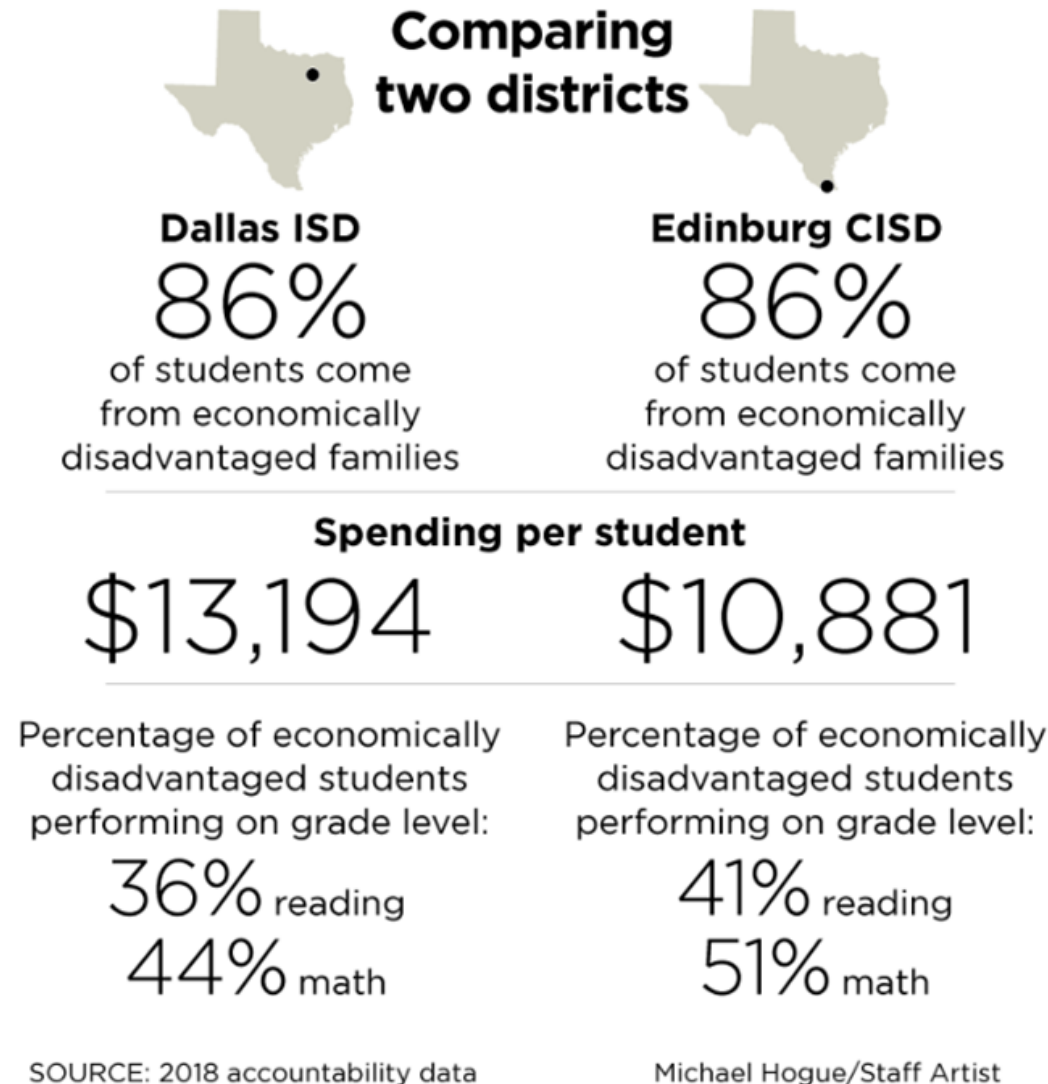 Comparing
two districts
Dallas ISD
86%
of students come
from economically
disadvantaged families
Edinburg CISD
86%
of students come
from economically
disadvantaged families
Spending per student
$13,194
$10,881
Percentage of economically
disadvantaged students
performing on grade level:
36% reading
44% math
Percentage of economically
disadvantaged students
performing on grade level:
41% reading
51% math
SOURCE: 2018 accountability data
Michael Hogue/Staff Artist